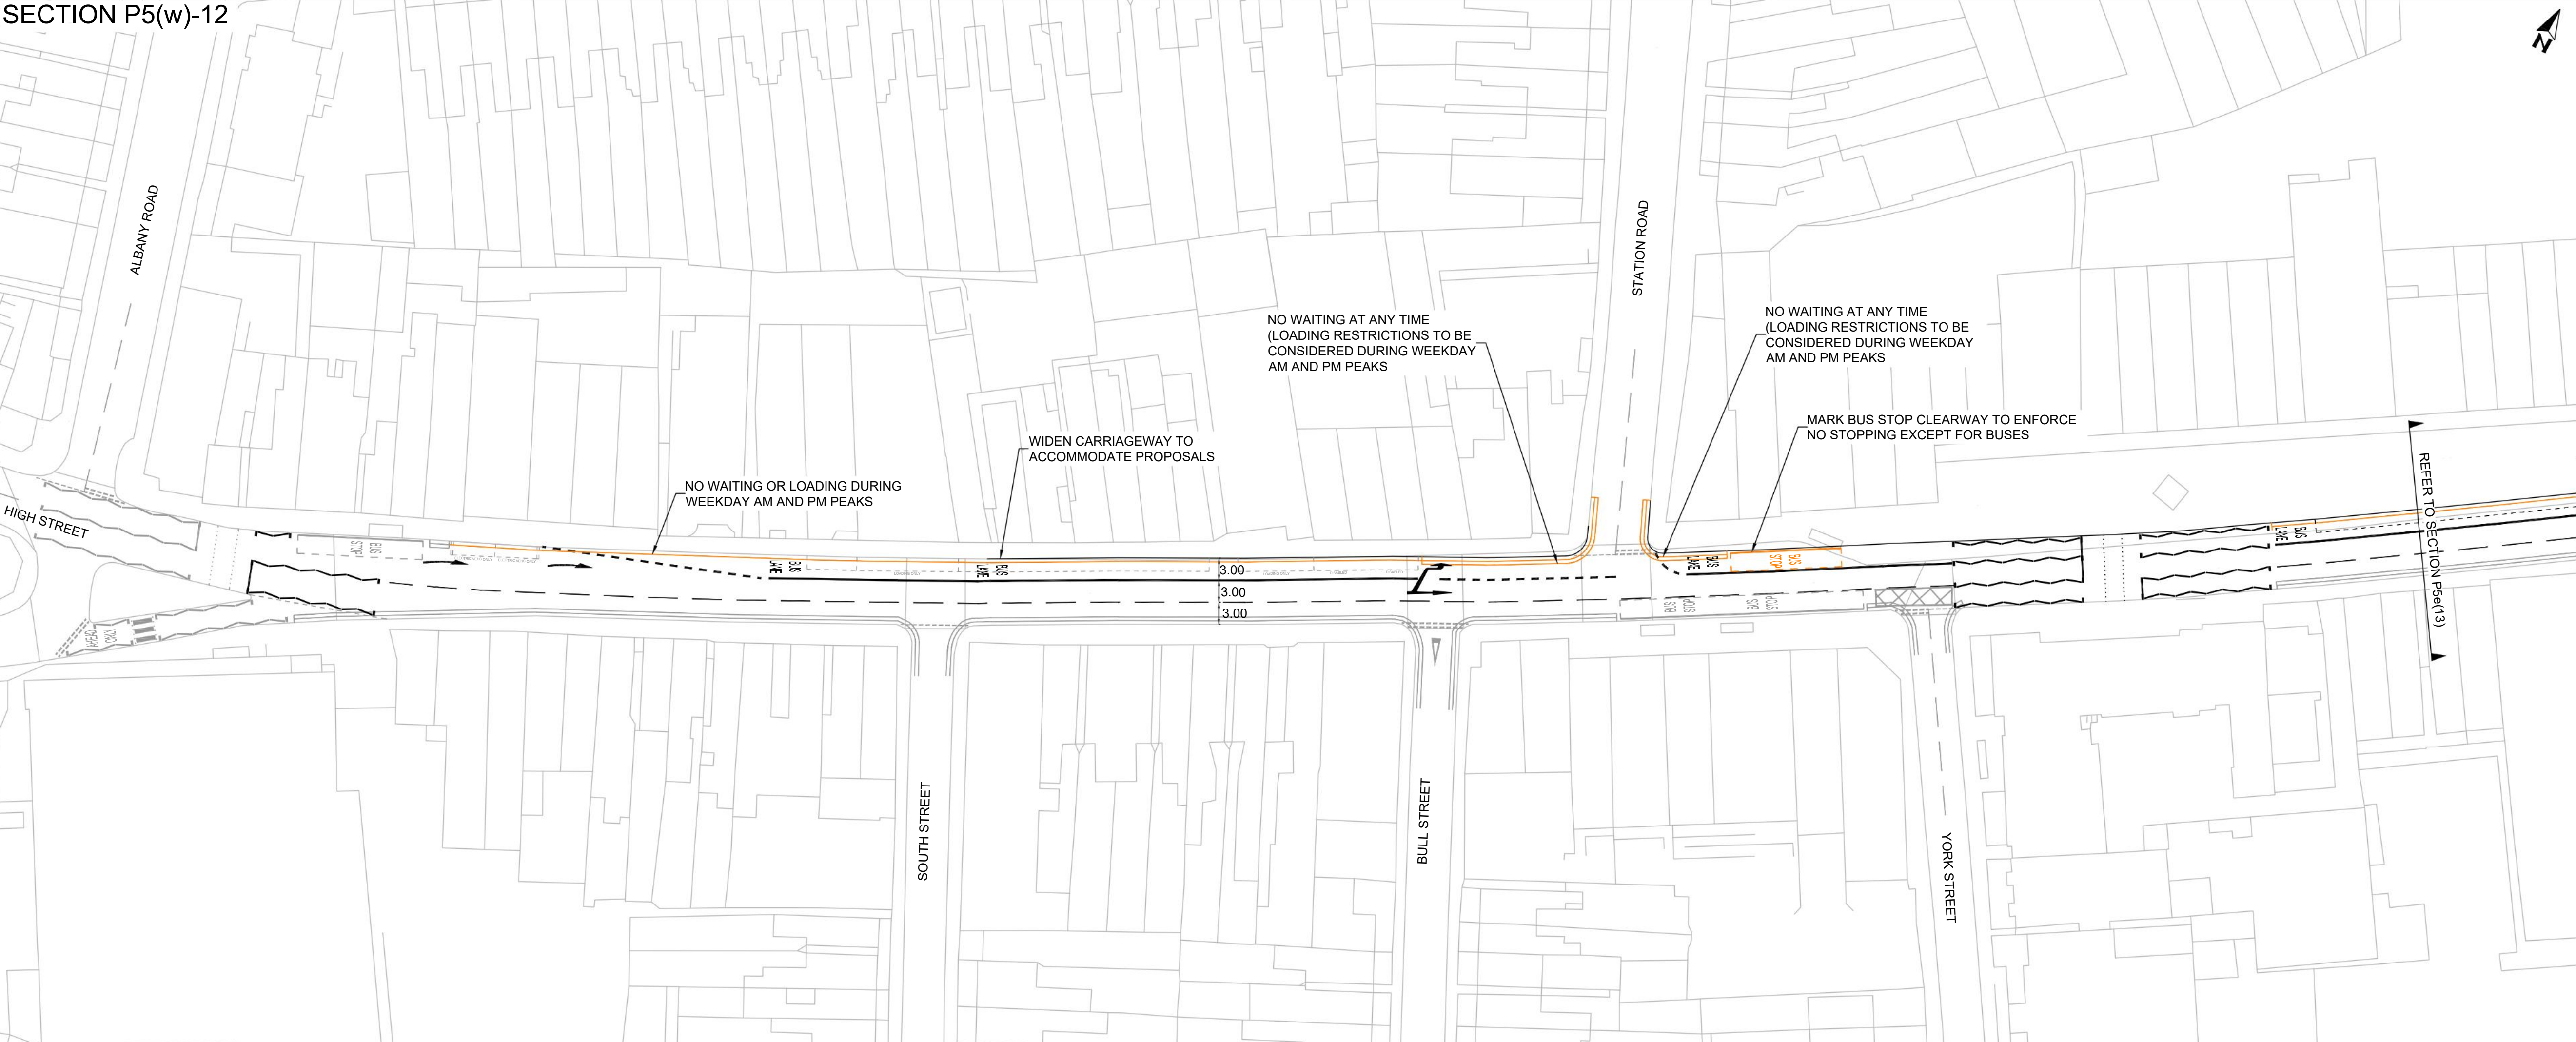 SECTION P5(w)-12
N
ALBANY ROAD
STATION ROAD
NO WAITING AT ANY TIME
(LOADING RESTRICTIONS TO BE
CONSIDERED DURING WEEKDAY
AM AND PM PEAKS
NO WAITING AT ANY TIME
(LOADING RESTRICTIONS TO BE
CONSIDERED DURING WEEKDAY
AM AND PM PEAKS
MARK BUS STOP CLEARWAY TO ENFORCE
NO STOPPING EXCEPT FOR BUSES
WIDEN CARRIAGEWAY TO
ACCOMMODATE PROPOSALS
NO WAITING OR LOADING DURING
WEEKDAY AM AND PM PEAKS
REFER TO SECTION P5e(13)
HIGH STREET
BUS
STOP
BUS
LANE
BUS
LANE
3.00
3.00
3.00
BUS
LANE
BUS
STOP
BUS
LANE
BUS
STOP
BUS
STOP
AHEAD
ONLY
SOUTH STREET
BULL STREET
YORK STREET